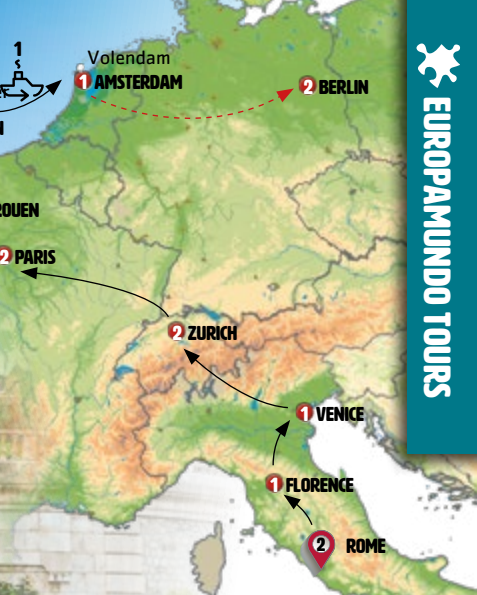 1
Volendam
1 AMSTERDAM
2 BERLIN
ROUEN
2 PARIS
2 ZURICH
1 VENICE
1 FLORENCE
2 ROME
EUROPAMUNDO TOURS